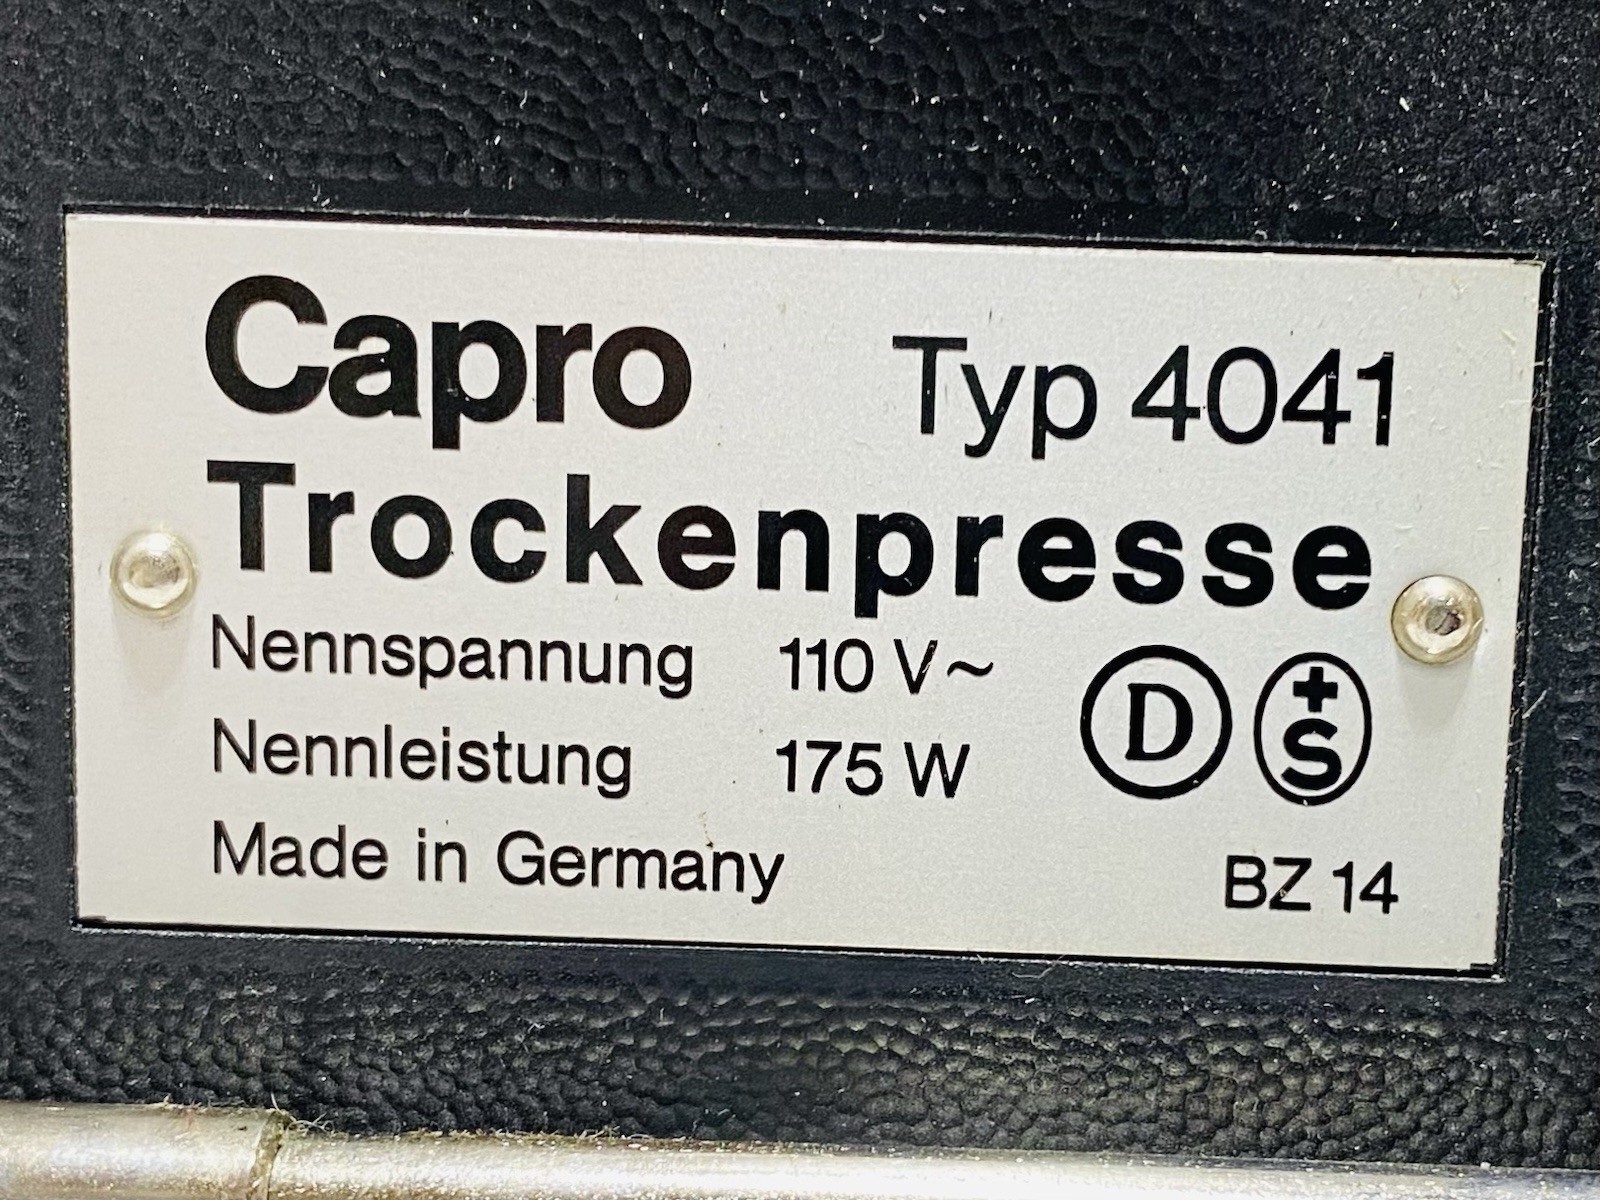 Capro Typ 4041
Trockenpresse
Nennspannung 110 V~
Nennleistung 175 W
D +S
Made in Germany BZ 14